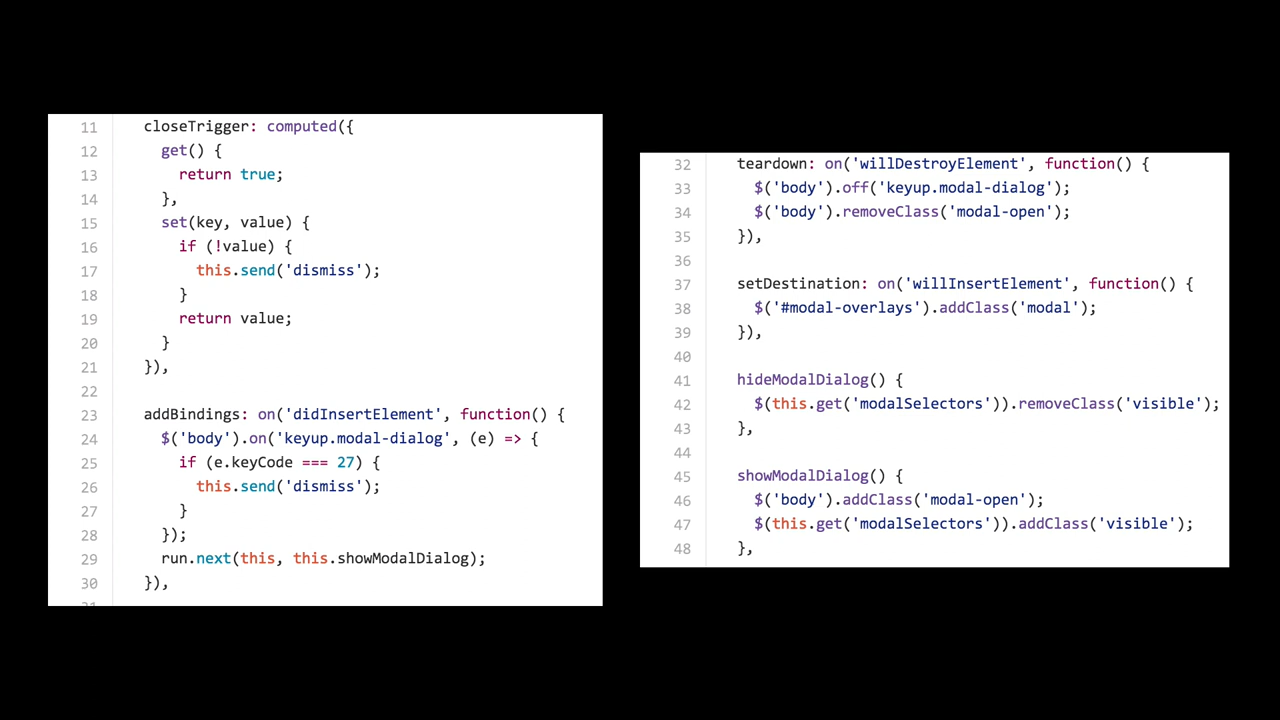 11 closeTrigger: computed({
12 get() {
13 return true;
14 },
15 set(key, value) {
16 if (!value) {
17 this.send('dismiss');
18 }
19 return value;
20 }
21 }),
22
23 addBindings: on('didInsertElement', function() {
24 $('body').on('keyup.modal-dialog', (e) => {
25 if (e.keyCode === 27) {
26 this.send('dismiss');
27 }
28 });
29 run.next(this, this.showModalDialog);
30 }),
32 teardown: on('willDestroyElement', function() {
33 $('body').off('keyup.modal-dialog');
34 $('body').removeClass('modal-open');
35 }),
36
37 setDestination: on('willInsertElement', function() {
38 $('#modal-overlays').addClass('modal');
39 }),
40
41 hideModalDialog() {
42 $(this.get('modalSelectors')).removeClass('visible');
43 },
44
45 showModalDialog() {
46 $('body').addClass('modal-open');
47 $(this.get('modalSelectors')).addClass('visible');
48 },